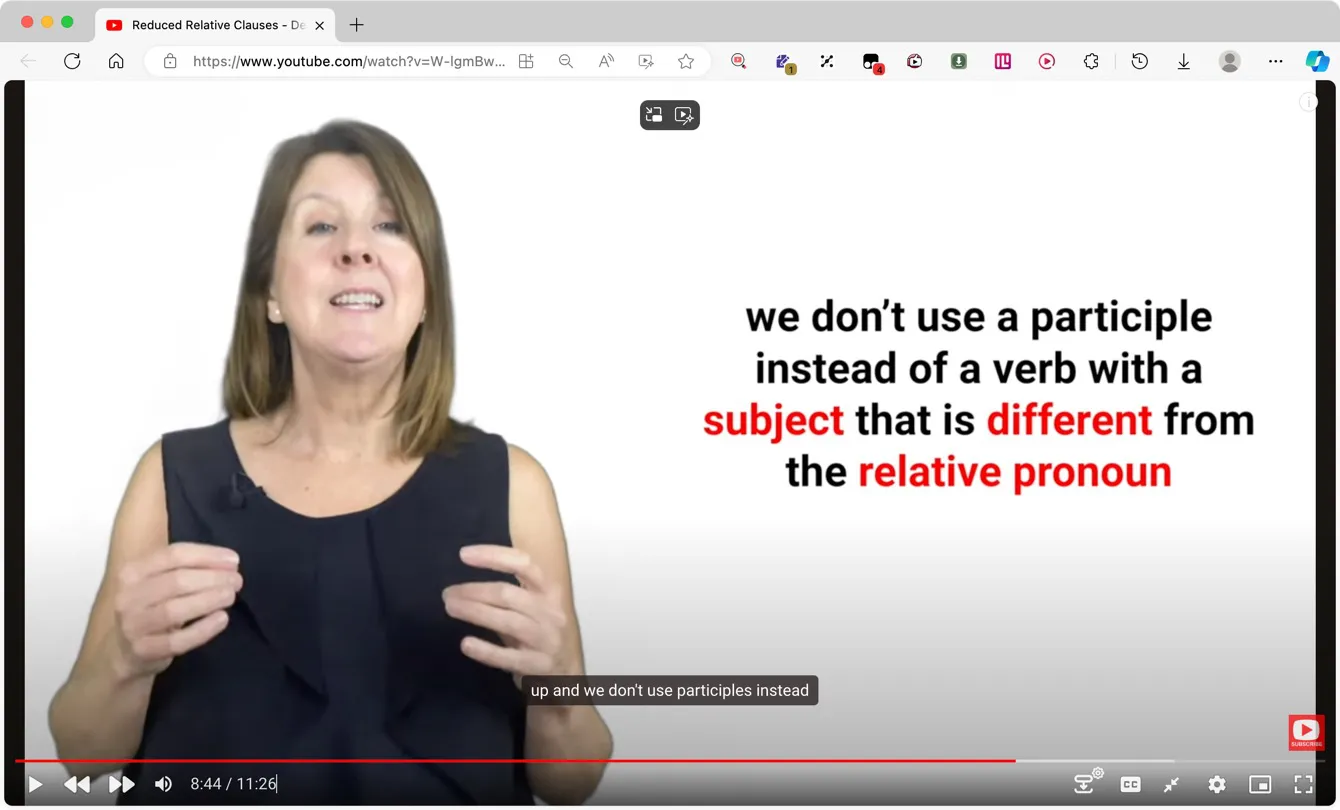 Reduced Relative Clauses - De
https://www.youtube.com/watch?v=W-IgmBw...
1
4
we don’t use a participle
instead of a verb with a
subject that is different from
the relative pronoun
up and we don't use participles instead
SUBSCRIBE
8:44 / 11:26
CC